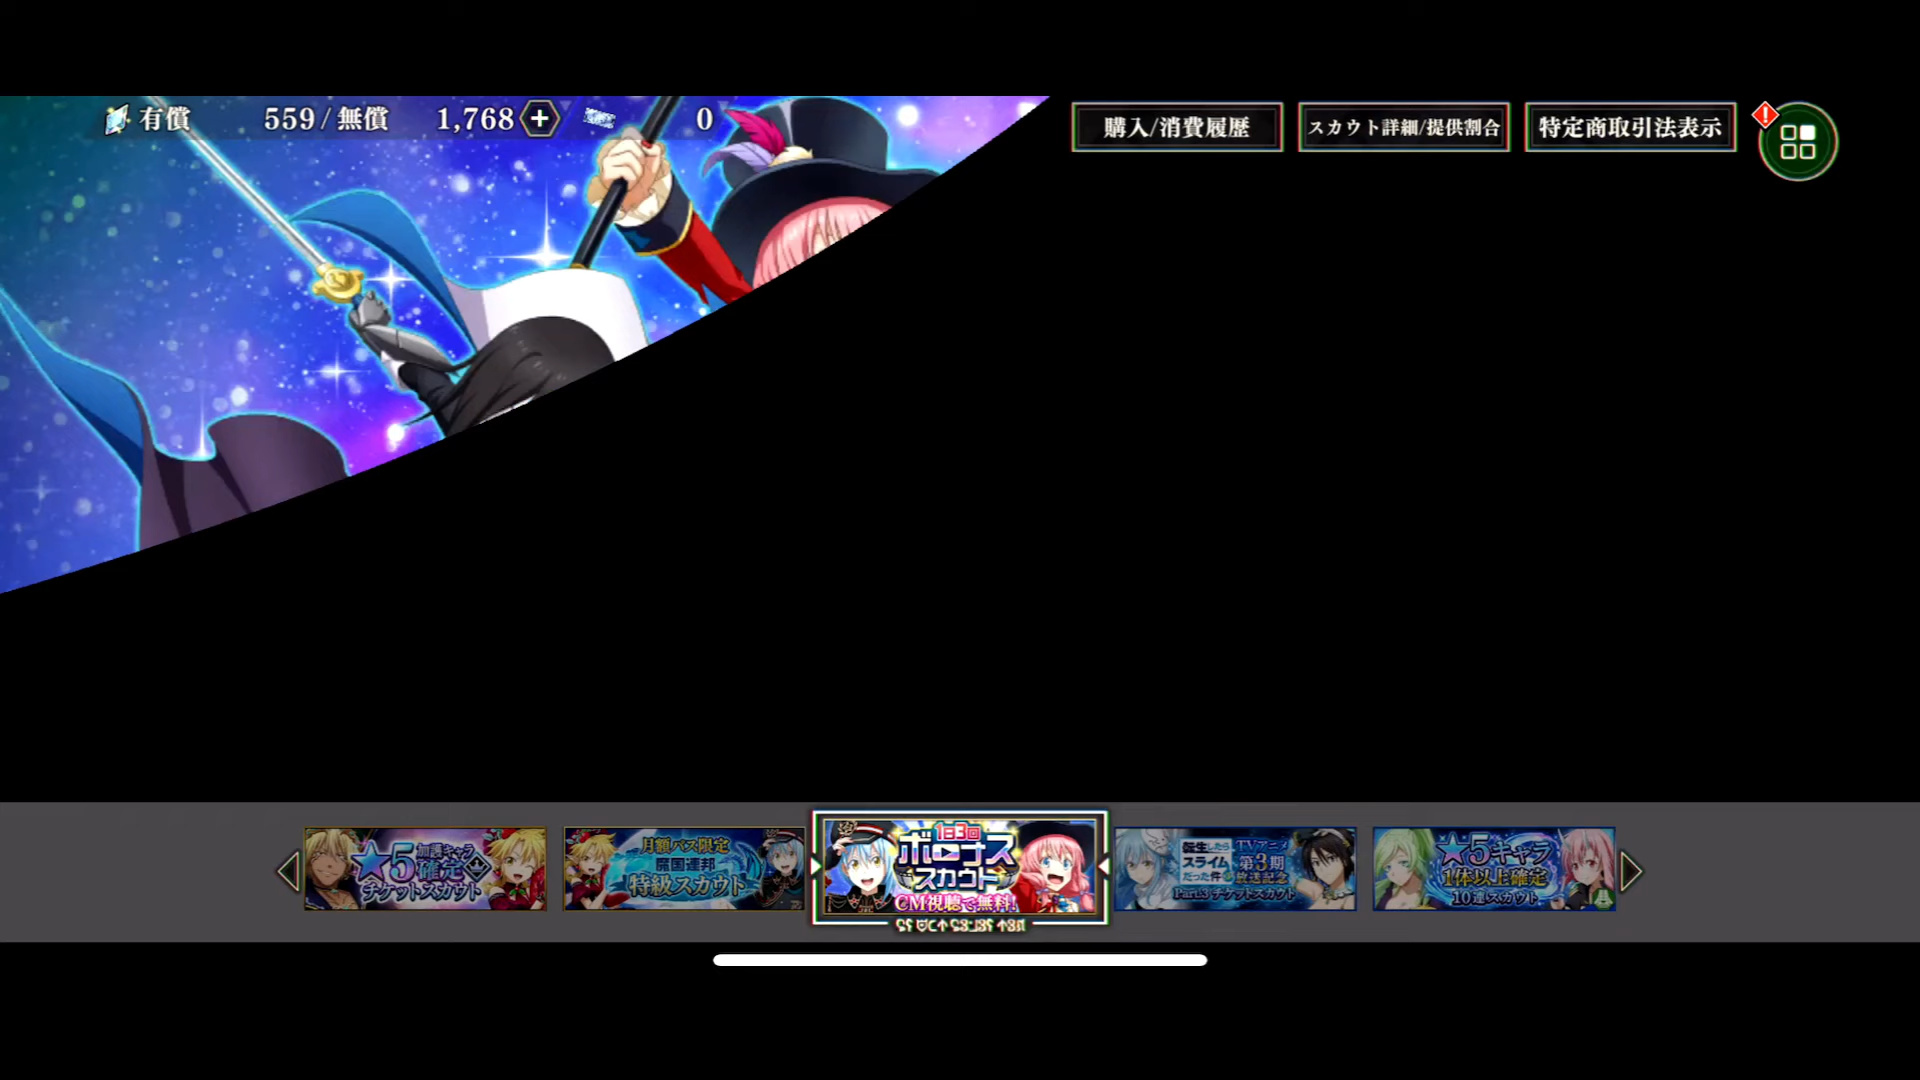 有償 559 / 無償 1,768
0
購入/消費履歴
スカウト詳細/提供割合
特定商取引法表示
★5
確定
チケットスカウト
月額パス限定
魔国連邦
特級スカウト
1日3回
ボーナス
スカウト
CM視聴で無料!
転生したら
スライム
だった件
TVアニメ
第3期
放送記念
Part3 チケットスカウト
★5キャラ
1体以上確定
10連スカウト